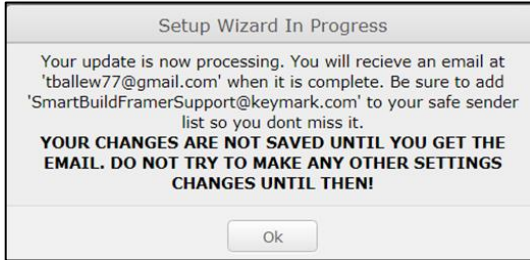 Setup Wizard In Progress
Your update is now processing. You will recieve an email at
'tballew77@gmail.com' when it is complete. Be sure to add
'SmartBuildFramerSupport@keymark.com' to your safe sender
list so you dont miss it.
YOUR CHANGES ARE NOT SAVED UNTIL YOU GET THE
EMAIL. DO NOT TRY TO MAKE ANY OTHER SETTINGS
CHANGES UNTIL THEN!
Ok